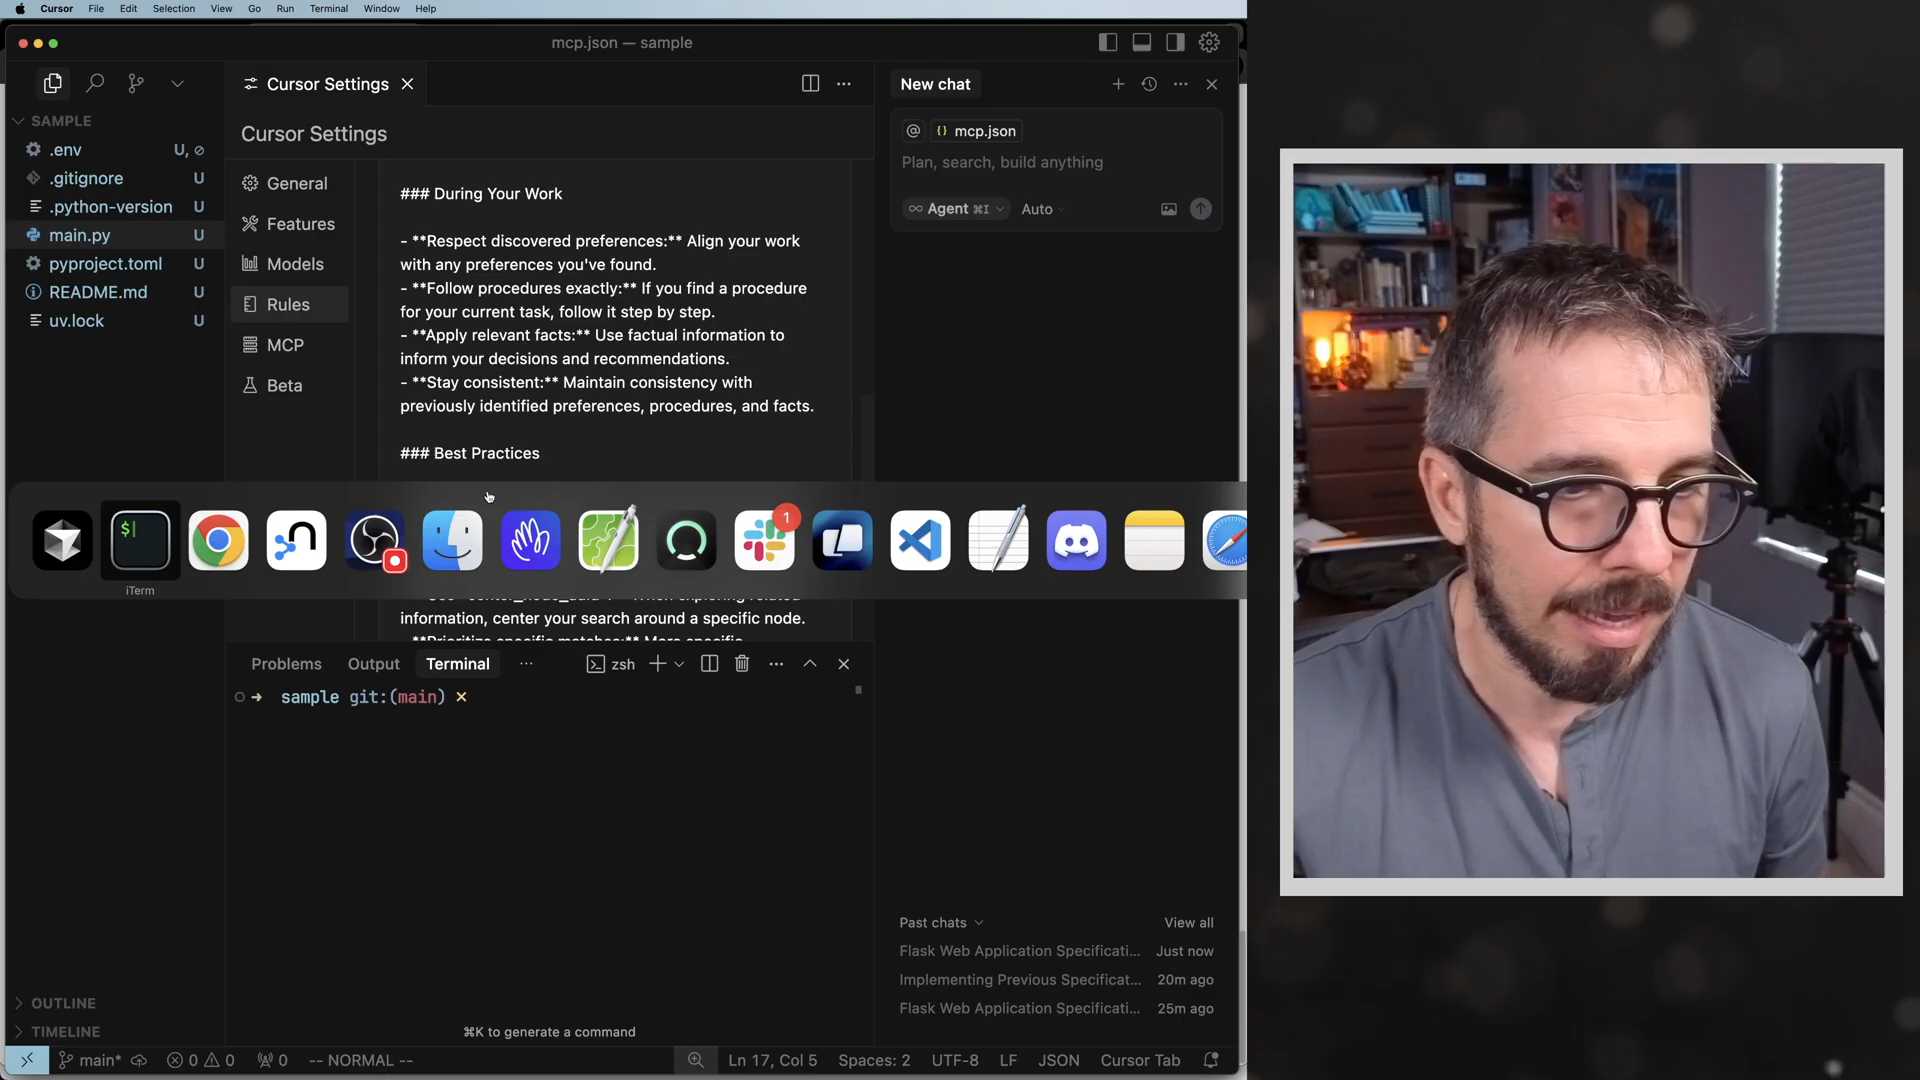 Cursor File Edit Selection View Go Run Terminal Window Help
mcp.json — sample
Cursor Settings
New chat
SAMPLE
.env U,
.gitignore U
.python-version U
main.py U
pyproject.toml U
README.md U
uv.lock U
Cursor Settings
General
Features
Models
Rules
MCP
Beta
### During Your Work
- **Respect discovered preferences:** Align your work
with any preferences you've found.
- **Follow procedures exactly:** If you find a procedure
for your current task, follow it step by step.
- **Apply relevant facts:** Use factual information to
inform your decisions and recommendations.
- **Stay consistent:** Maintain consistency with
previously identified preferences, procedures, and facts.
### Best Practices
@ {} mcp.json
Plan, search, build anything
∞ Agent ⌘I Auto
$
1
iTerm
information, center your search around a specific node.
Problems Output Terminal ··· zsh
→ sample git:(main) ×
⌘K to generate a command
Past chats View all
Flask Web Application Specificati... Just now
Implementing Previous Specificat... 20m ago
Flask Web Application Specificati... 25m ago
OUTLINE
TIMELINE
main* 0 0 0 -- NORMAL -- Ln 17, Col 5 Spaces: 2 UTF-8 LF JSON Cursor Tab